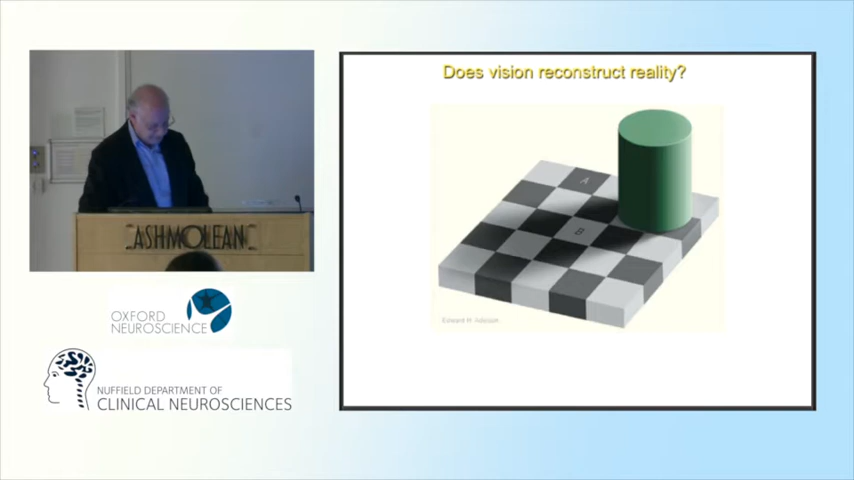 Does vision reconstruct reality?
A
B
Edward H. Adelson
ASHMOLEAN
OXFORD
NEUROSCIENCE
NUFFIELD DEPARTMENT OF
CLINICAL NEUROSCIENCES